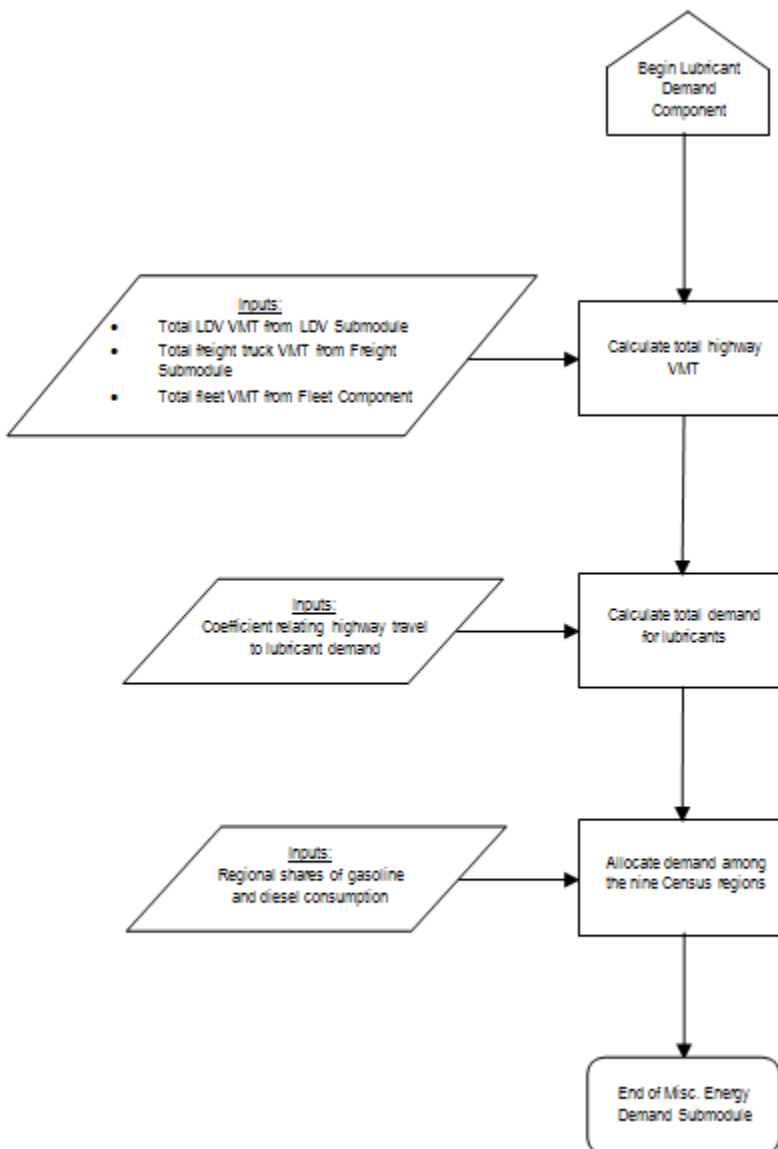 Begin Lubricant
Demand
Component
Inputs:
• Total LDV VMT from LDV Submodule
• Total freight truck VMT from Freight
Submodule
• Total fleet VMT from Fleet Component
Calculate total highway
VMT
Inputs:
Coefficient relating highway travel
to lubricant demand
Calculate total demand
for lubricants
Inputs:
Regional shares of gasoline
and diesel consumption
Allocate demand among
the nine Census regions
End of Misc. Energy
Demand Submodule